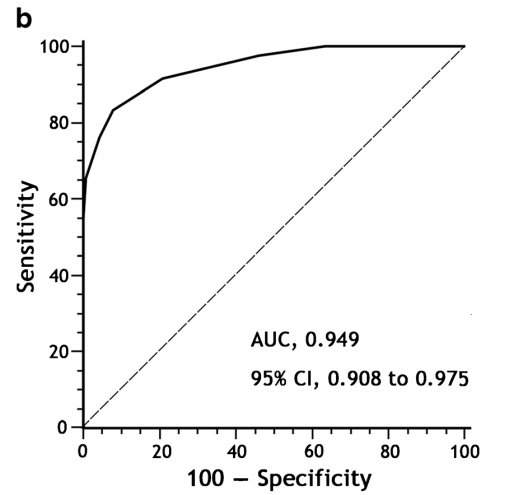 b
100
80
60
40
20
0
Sensitivity
AUC, 0.949
95% CI, 0.908 to 0.975
0 20 40 60 80 100
100 – Specificity